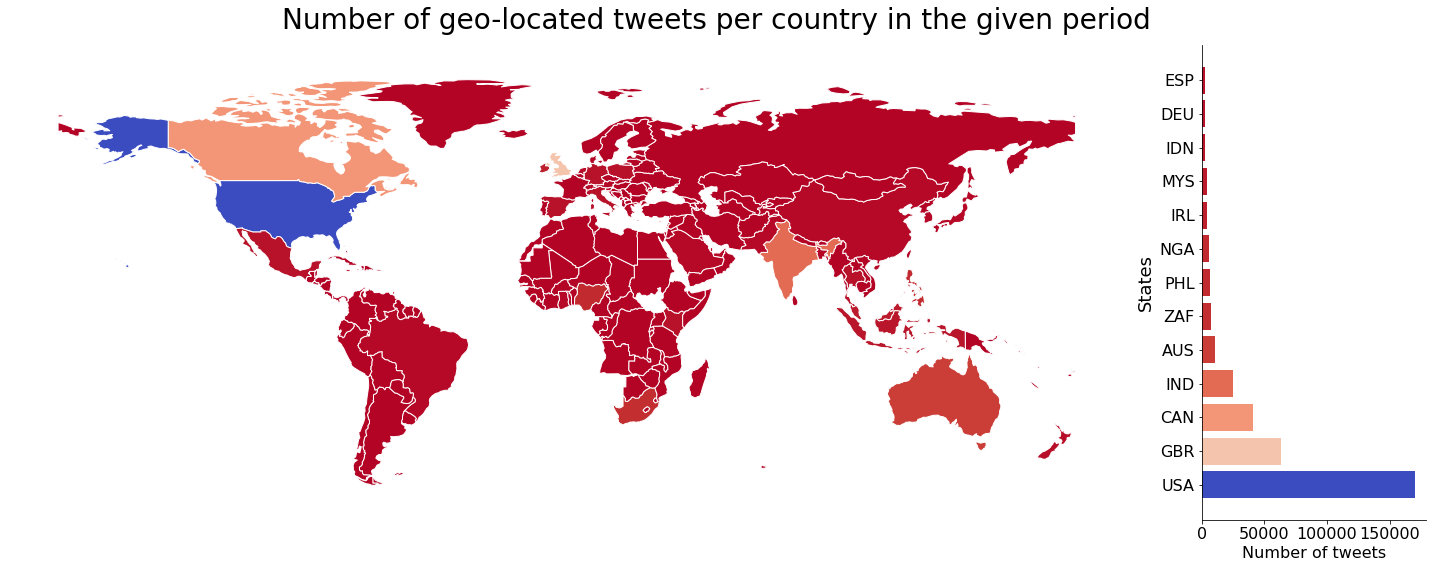 Number of geo-located tweets per country in the given period
ESP
DEU
IDN
MYS
IRL
NGA
PHL
ZAF
AUS
IND
CAN
GBR
USA
States
0 50000 100000 150000
Number of tweets